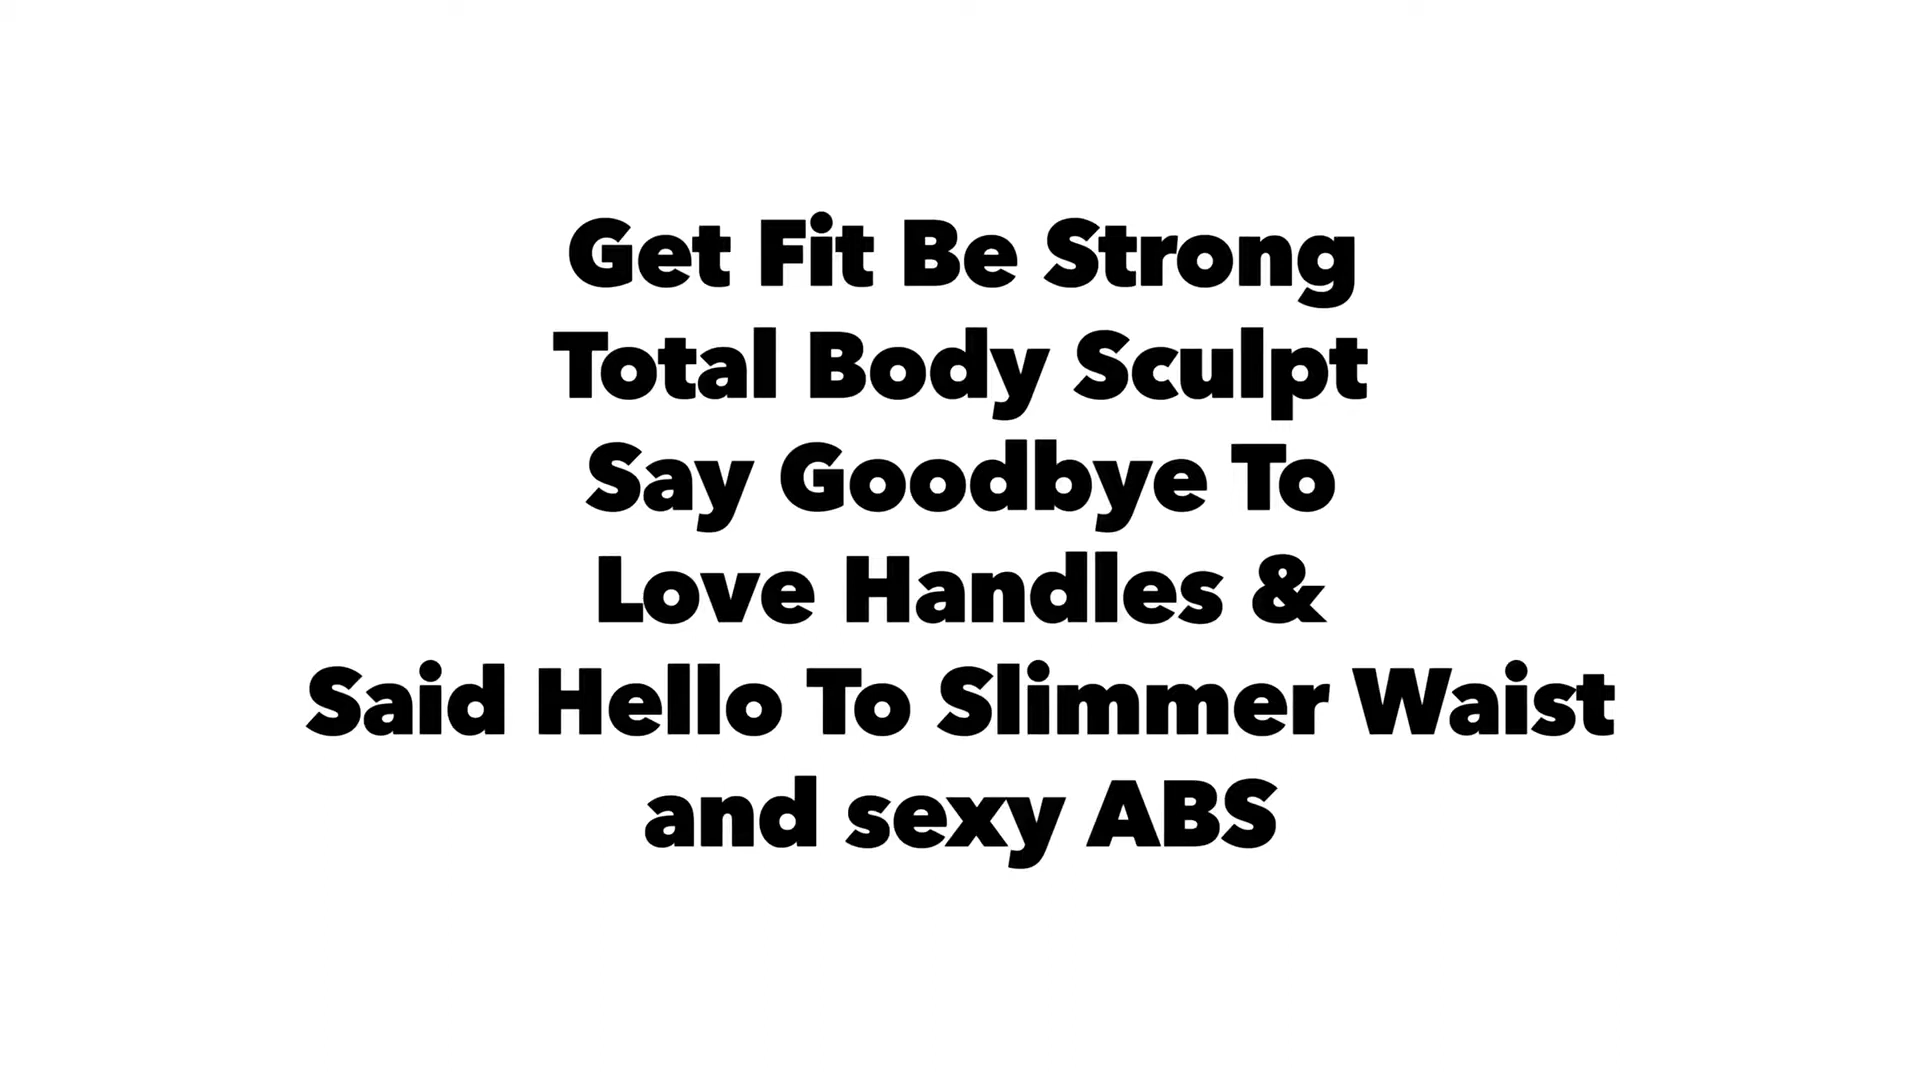 Get Fit Be Strong
Total Body Sculpt
Say Goodbye To
Love Handles &
Said Hello To Slimmer Waist
and sexy ABS